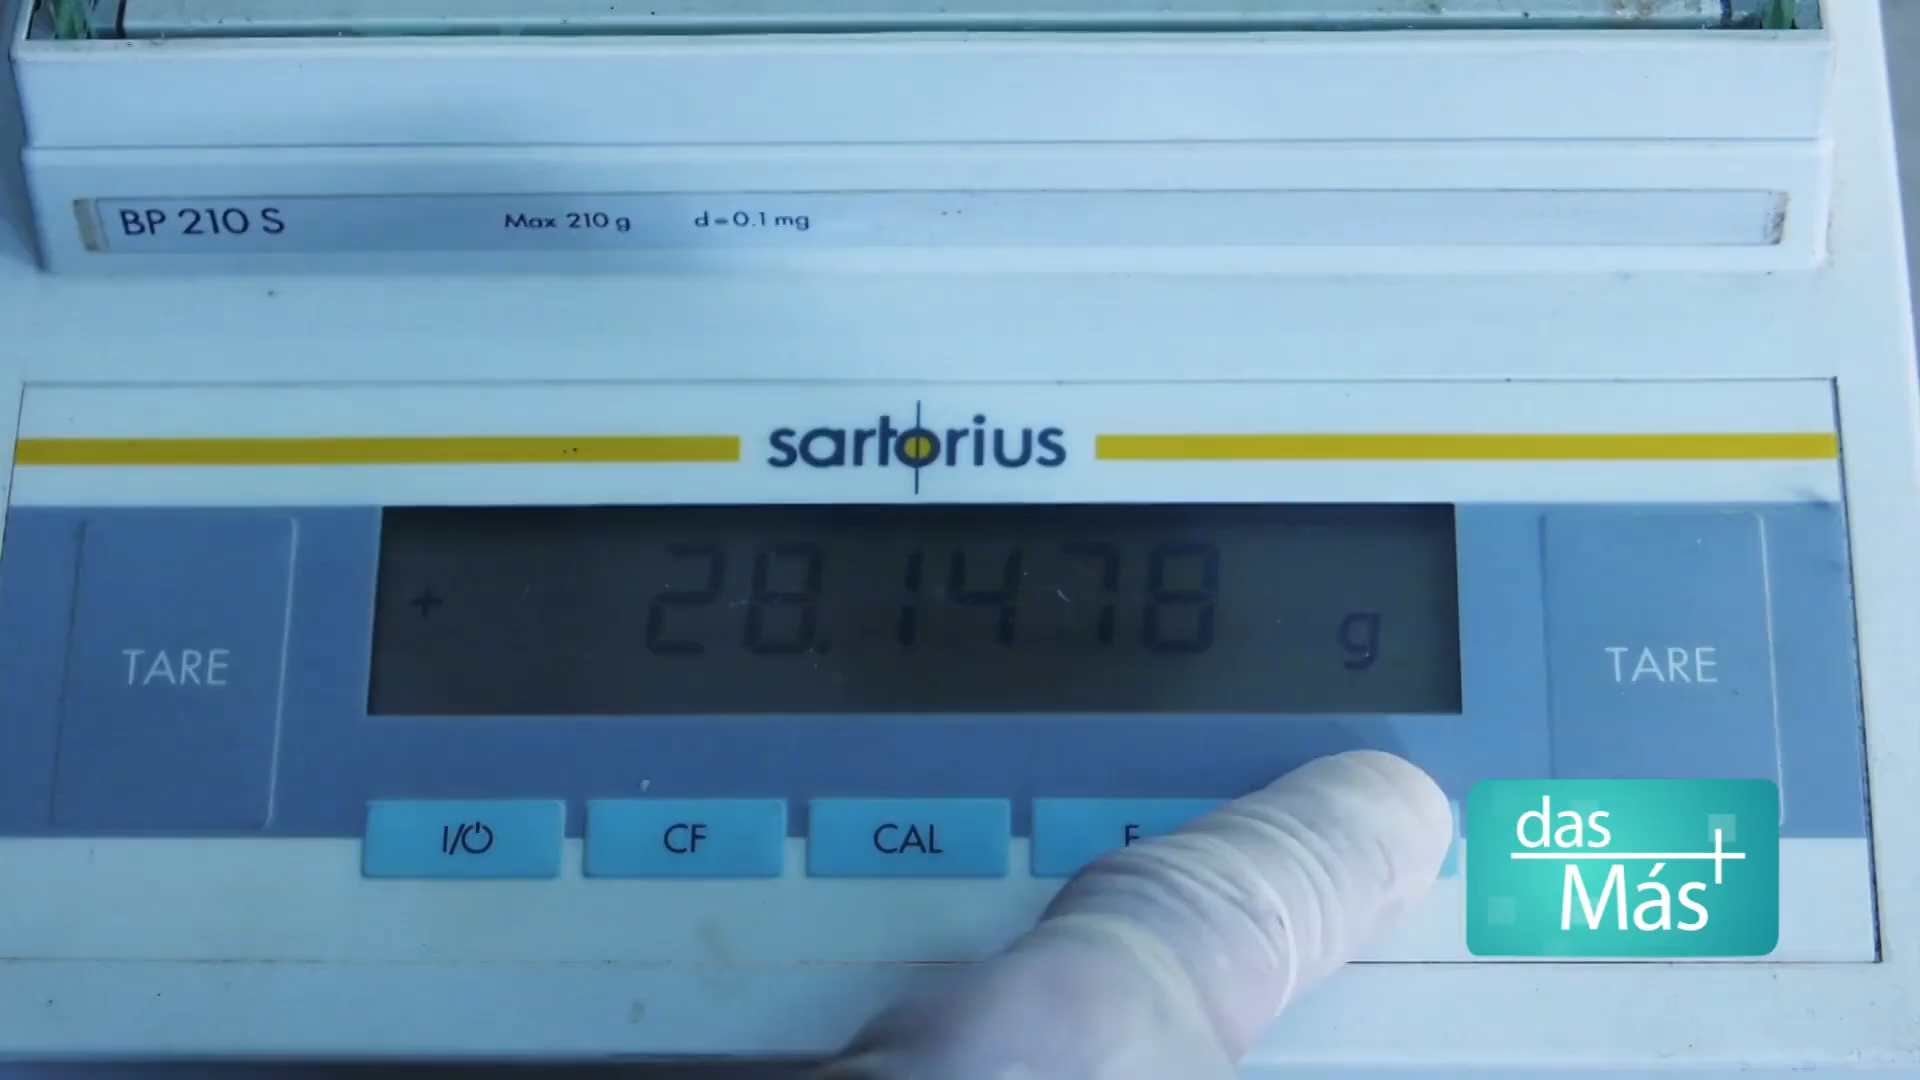 BP 210 S Max 210 g d=0.1 mg
sartorius
TARE + 28.1478 g TARE
I/⏻ CF CAL F
das
Más